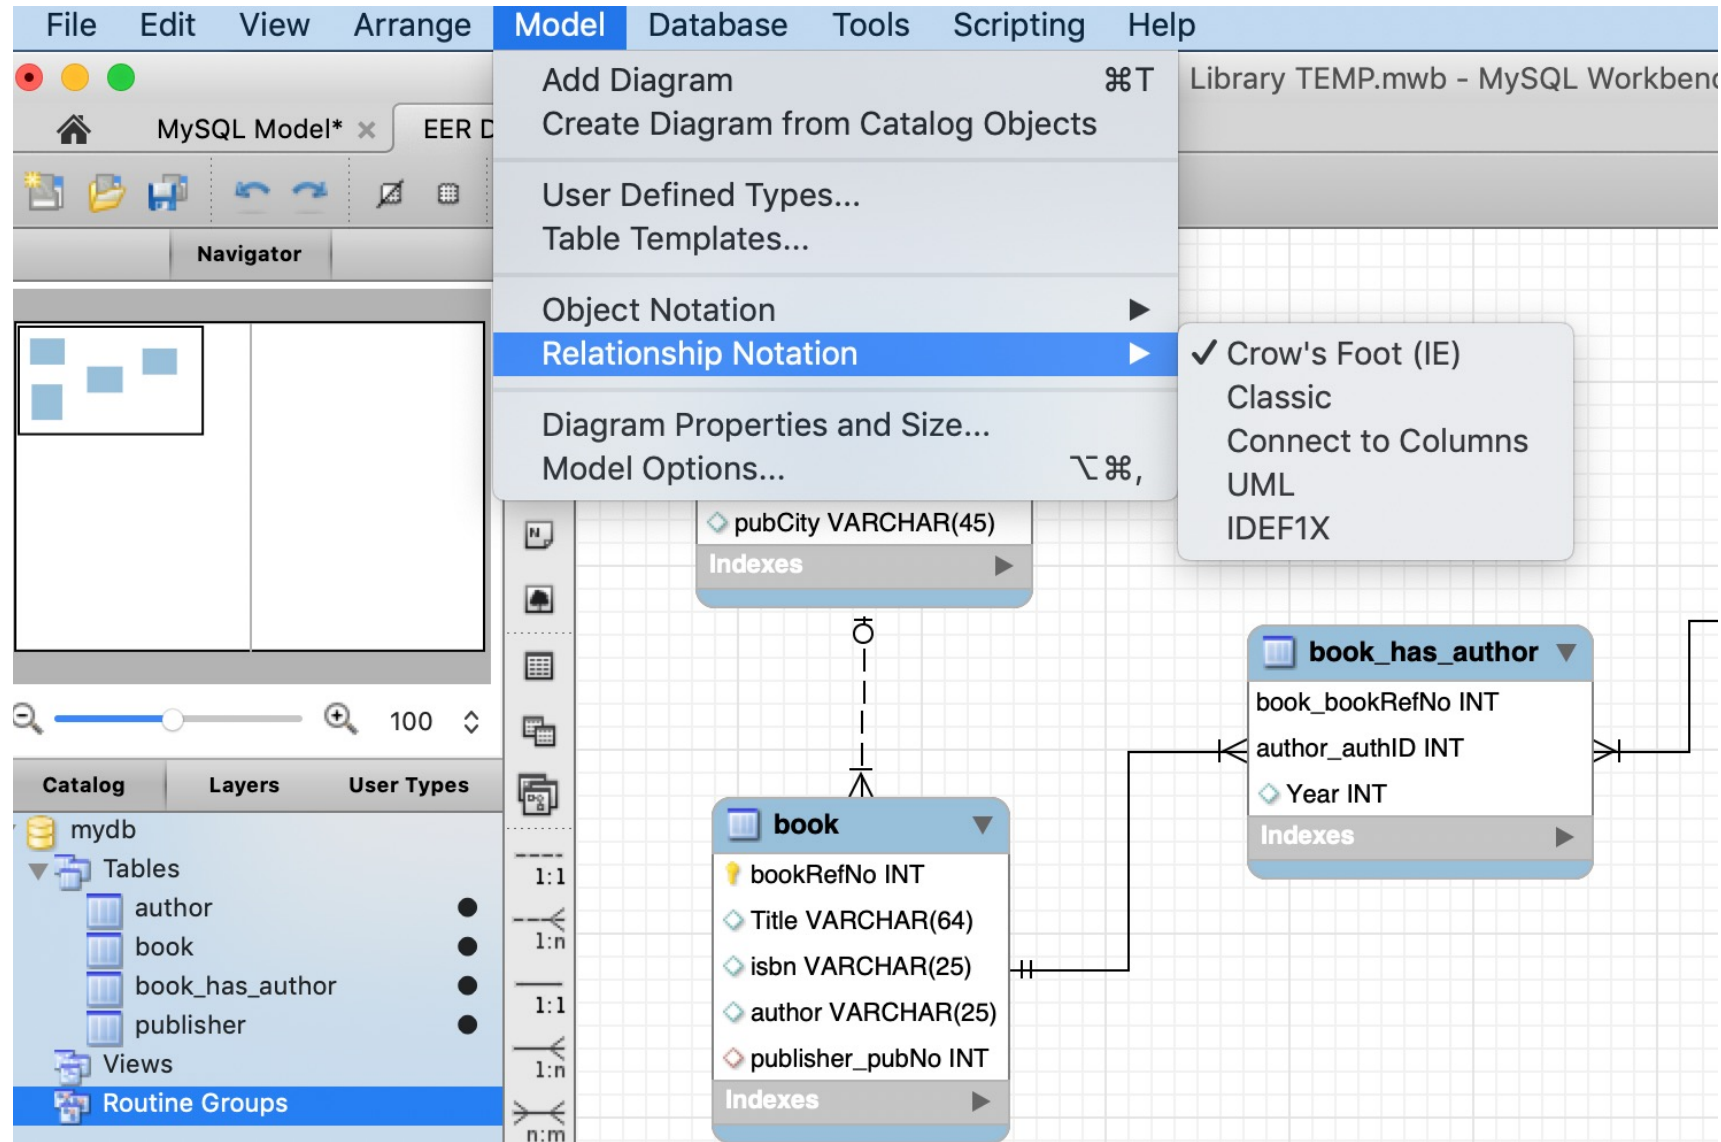 File Edit View Arrange Model Database Tools Scripting Help
Library TEMP.mwb - MySQL Workbenc
MySQL Model* EER D
Add Diagram ⌘T
Create Diagram from Catalog Objects
User Defined Types...
Table Templates...
Object Notation
Relationship Notation
Diagram Properties and Size...
Model Options... ⌥⌘,
Crow's Foot (IE)
Classic
Connect to Columns
UML
IDEF1X
Navigator
100
Catalog Layers User Types
mydb
Tables
author
book
book_has_author
publisher
Views
Routine Groups
N
1:1
1:n
1:1
1:n
n:m
pubCity VARCHAR(45)
Indexes
book
bookRefNo INT
Title VARCHAR(64)
isbn VARCHAR(25)
author VARCHAR(25)
publisher_pubNo INT
Indexes
book_has_author
book_bookRefNo INT
author_authID INT
Year INT
Indexes